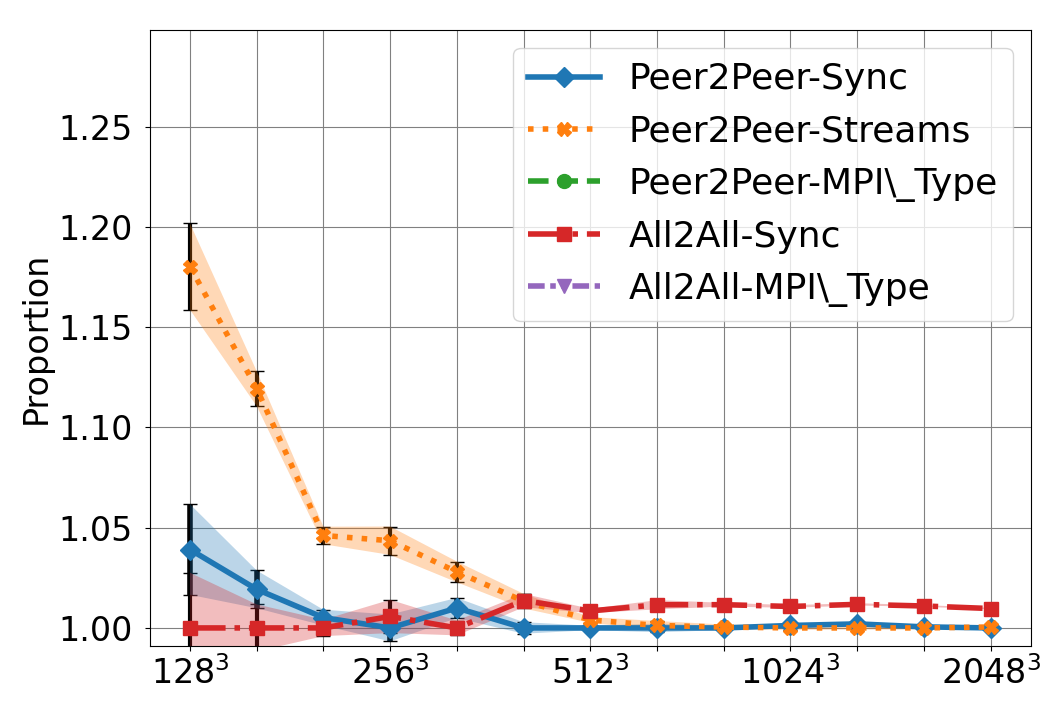 Peer2Peer-Sync
Peer2Peer-Streams
Peer2Peer-MPI\_Type
All2All-Sync
All2All-MPI\_Type
Proportion
1.25
1.20
1.15
1.10
1.05
1.00
128³ 256³ 512³ 1024³ 2048³